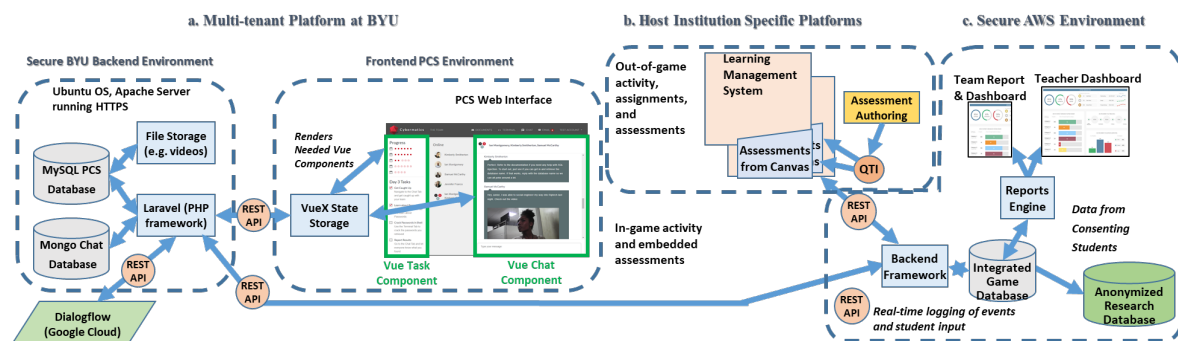 a. Multi-tenant Platform at BYU
b. Host Institution Specific Platforms
c. Secure AWS Environment
Secure BYU Backend Environment
Ubuntu OS, Apache Server
running HTTPS
File Storage
(e.g. videos)
MySQL PCS
Database
Laravel (PHP
framework)
Mongo Chat
Database
REST
API
Dialogflow
(Google Cloud)
REST
API
REST
API
Frontend PCS Environment
PCS Web Interface
Renders
Needed Vue
Components
VueX State
Storage
Progress
Online
Day 3 Tasks
Vue Task
Component
Vue Chat
Component
Out-of-game
activity,
assignments,
and
assessments
In-game activity
and embedded
assessments
Learning
Management
System
Assessments
from Canvas
Assessment
Authoring
QTI
REST
API
Backend
Framework
REST
API
Real-time logging of events
and student input
Team Report
& Dashboard
Teacher Dashboard
Reports
Engine
Data from
Consenting
Students
Integrated
Game
Database
Anonymized
Research
Database